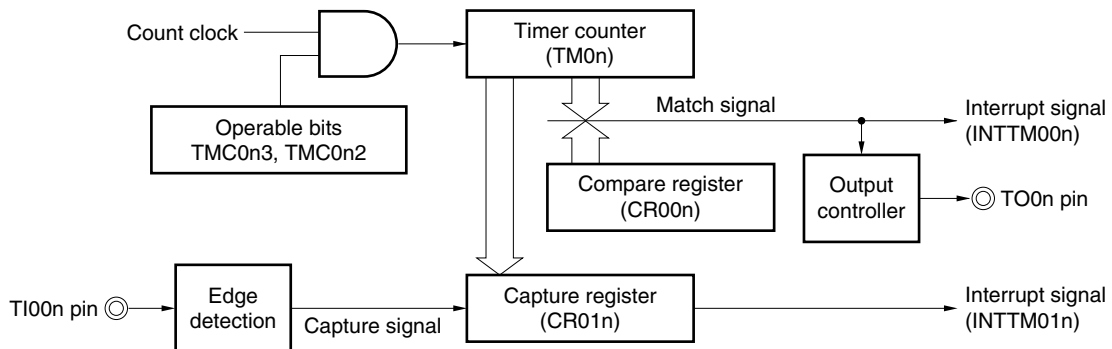 Count clock
Timer counter
(TM0n)
Operable bits
TMC0n3, TMC0n2
Match signal
Interrupt signal
(INTTM00n)
Compare register
(CR00n)
Output
controller
TO0n pin
TI00n pin
Edge
detection
Capture signal
Capture register
(CR01n)
Interrupt signal
(INTTM01n)